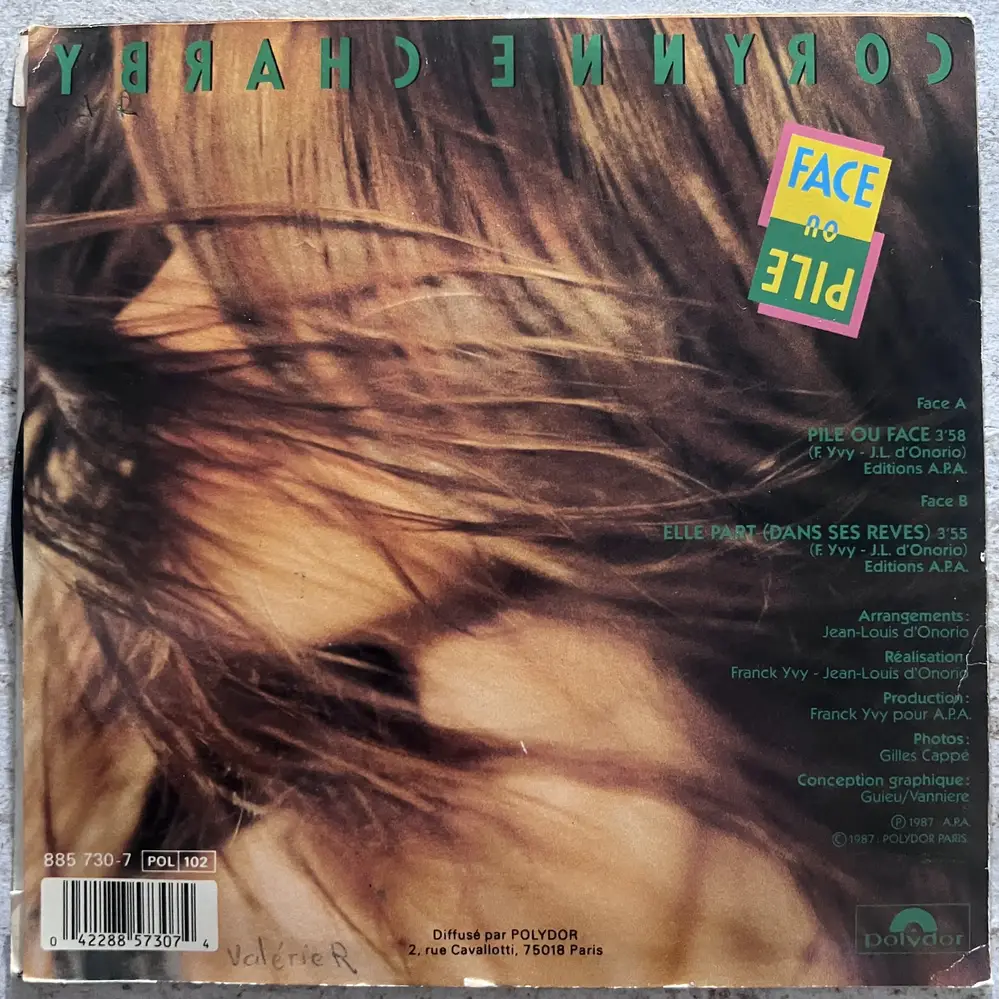 CORYNNE CHARBY
Val R
FACE
ou
PILE
Face A
PILE OU FACE 3'58
(F. Yvy - J.L. d'Onorio)
Editions A.P.A.
Face B
ELLE PART (DANS SES REVES) 3'55
(F. Yvy - J.L. d'Onorio)
Editions A.P.A.
Arrangements:
Jean-Louis d'Onorio
Réalisation:
Franck Yvy - Jean-Louis d'Onorio
Production:
Franck Yvy pour A.P.A.
Photos:
Gilles Cappé
Conception graphique:
Guieu/Vanniere
Ⓟ 1987: A.P.A.
© 1987: POLYDOR PARIS
885 730-7 POL 102
0 42288 57307 4
Valérie R
Diffusé par POLYDOR
2, rue Cavallotti, 75018 Paris
polydor